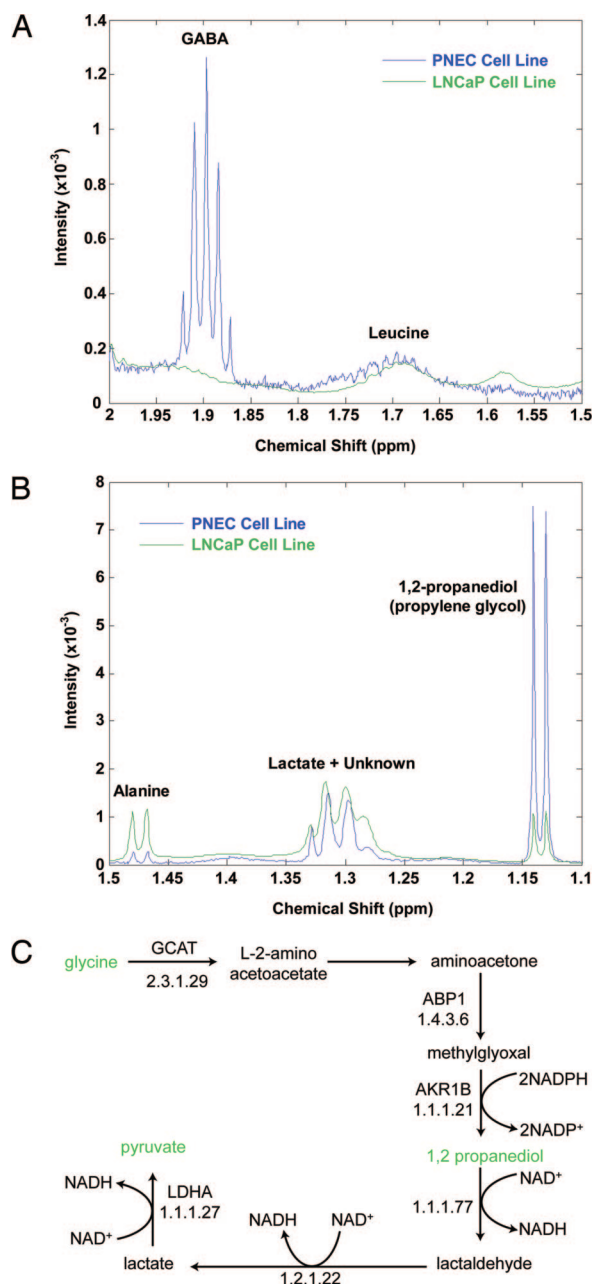 A
GABA
PNEC Cell Line
LNCaP Cell Line
Leucine
Intensity (x10⁻³)
1.4
1.2
1
0.8
0.6
0.4
0.2
0
2 1.95 1.9 1.85 1.8 1.75 1.7 1.65 1.6 1.55 1.5
Chemical Shift (ppm)
B
PNEC Cell Line
LNCaP Cell Line
1,2-propanediol
(propylene glycol)
Lactate + Unknown
Alanine
Intensity (x10⁻³)
8
7
6
5
4
3
2
1
0
1.5 1.45 1.4 1.35 1.3 1.25 1.2 1.15 1.1
Chemical Shift (ppm)
C
glycine
GCAT
2.3.1.29
L-2-amino
acetoacetate
aminoacetone
ABP1
1.4.3.6
methylglyoxal
AKR1B
1.1.1.21
2NADPH
2NADP⁺
1,2 propanediol
1.1.1.77
NAD⁺
NADH
lactaldehyde
NADH
NAD⁺
1.2.1.22
lactate
NADH
NAD⁺
LDHA
1.1.1.27
pyruvate